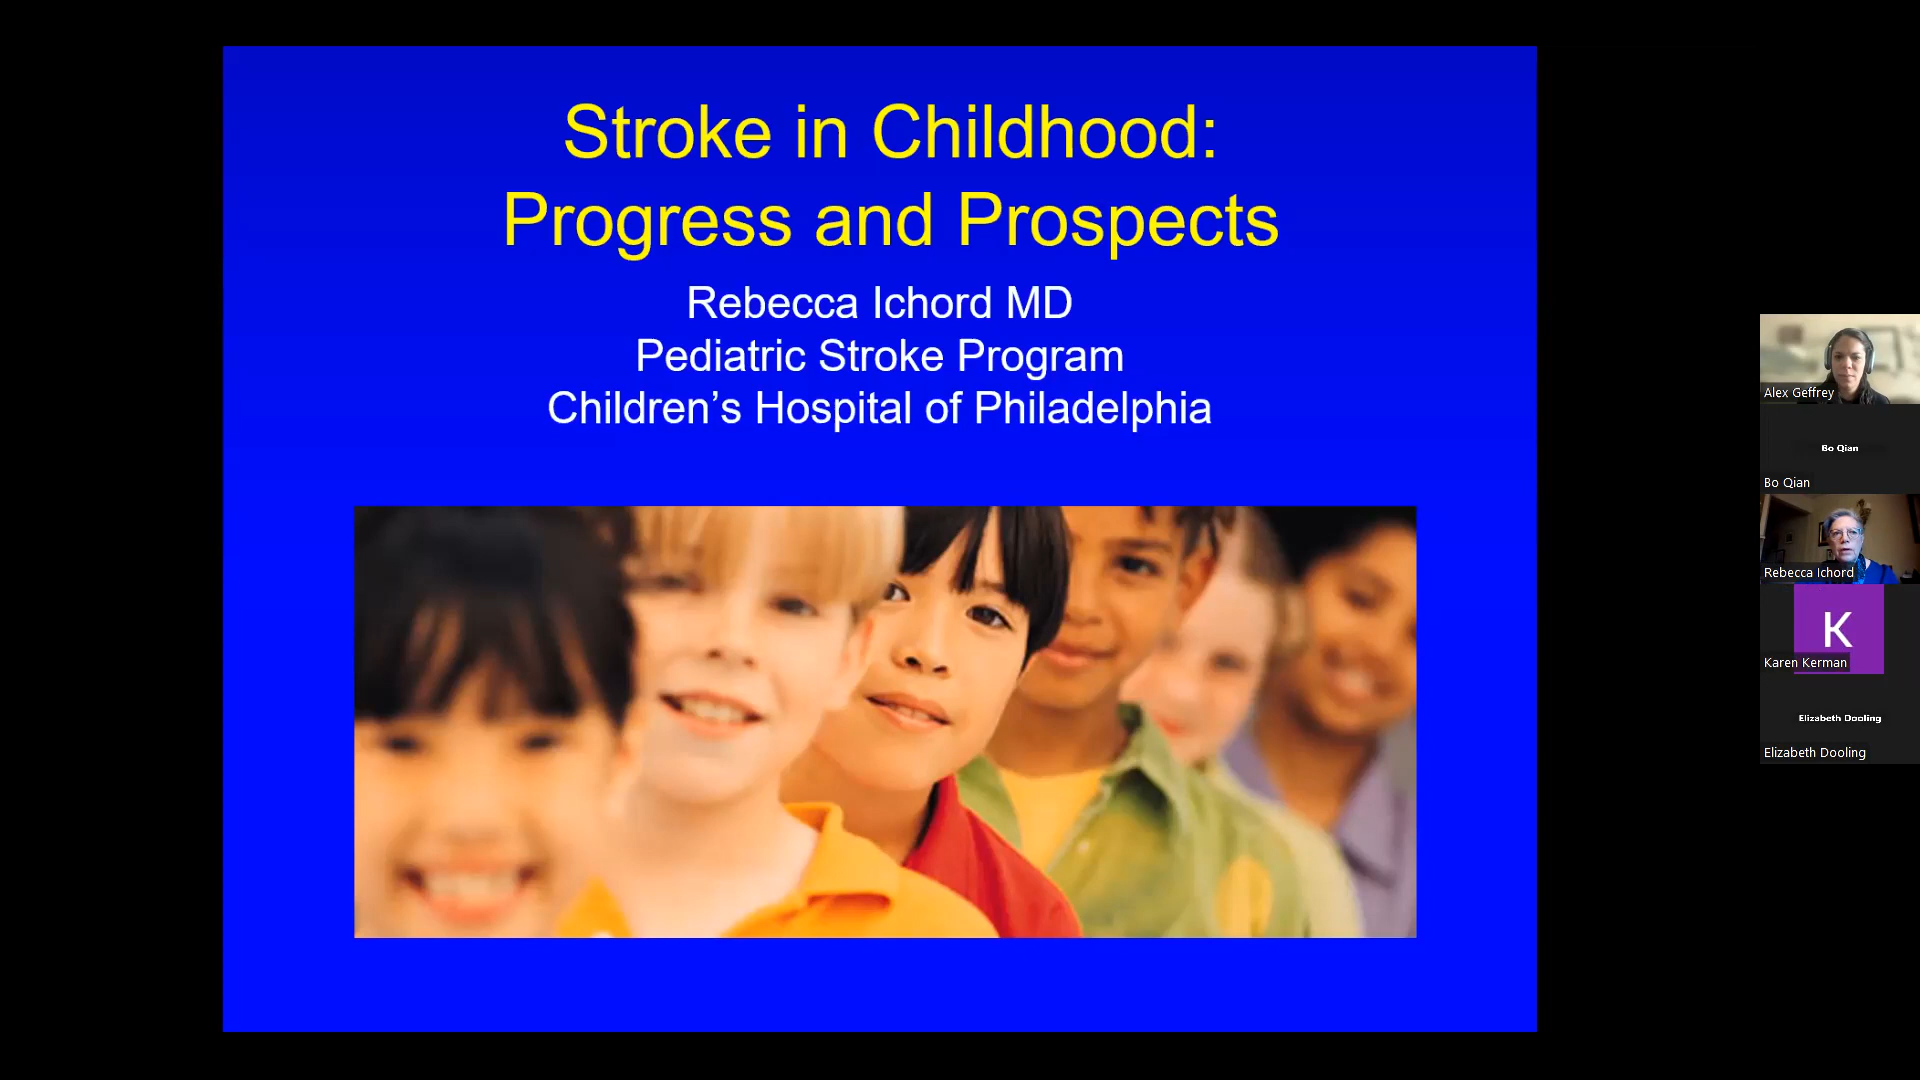 Stroke in Childhood:
Progress and Prospects
Rebecca Ichord MD
Pediatric Stroke Program
Children’s Hospital of Philadelphia
Alex Geffrey
Bo Qian
Bo Qian
Rebecca Ichord
K
Karen Kerman
Elizabeth Dooling
Elizabeth Dooling